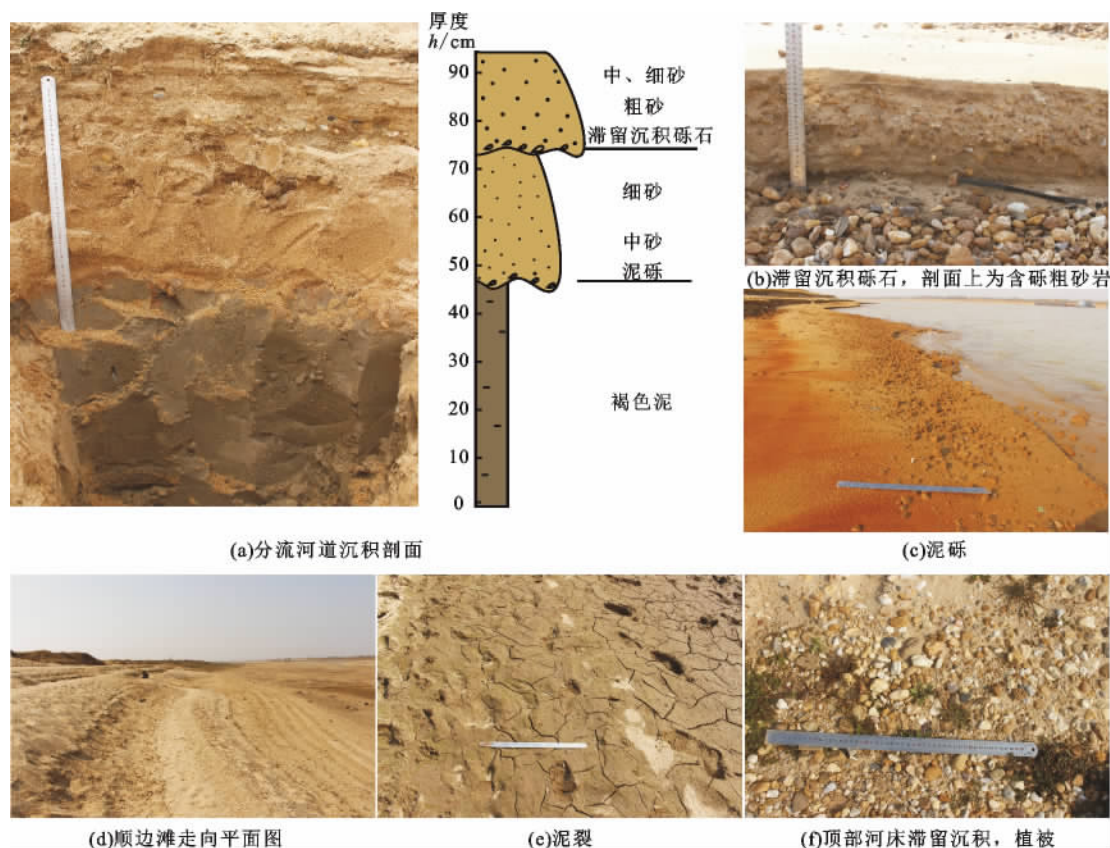 厚度
h/cm
90
80
70
60
50
40
30
20
10
0
中、细砂
粗砂
滞留沉积砾石
细砂
中砂
泥砾
褐色泥
(a)分流河道沉积剖面
(b)滞留沉积砾石，剖面上为含砾粗砂岩
(c)泥砾
(d)顺边滩走向平面图
(e)泥裂
(f)顶部河床滞留沉积，植被